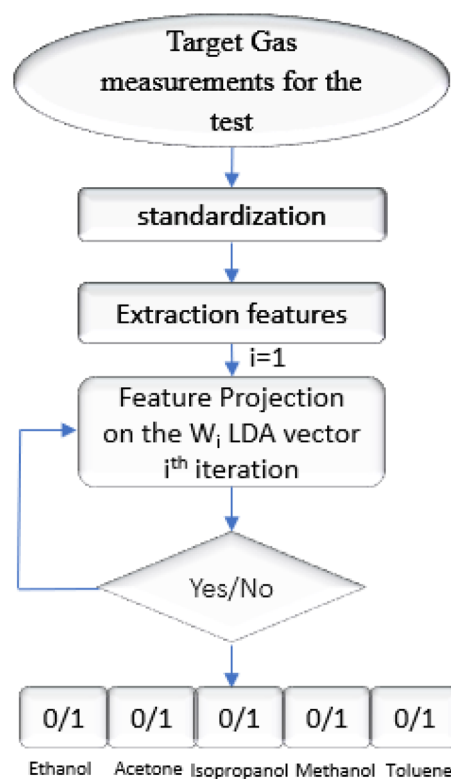 Target Gas
measurements for the
test
standardization
Extraction features
i=1
Feature Projection
on the Wi LDA vector
ith iteration
Yes/No
0/1 0/1 0/1 0/1 0/1
Ethanol Acetone Isopropanol Methanol Toluene